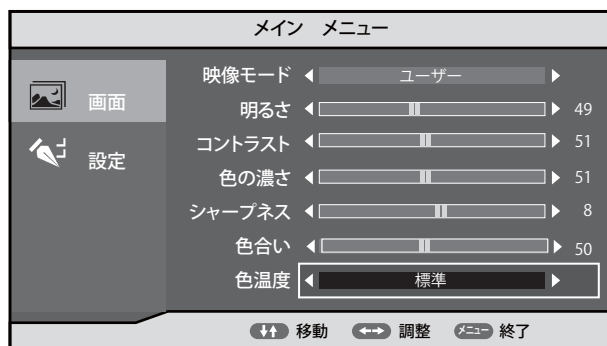 メイン メニュー
画面
設定
映像モード ユーザー
明るさ 49
コントラスト 51
色の濃さ 51
シャープネス 8
色合い 50
色温度 標準
移動 調整 メニュー 終了